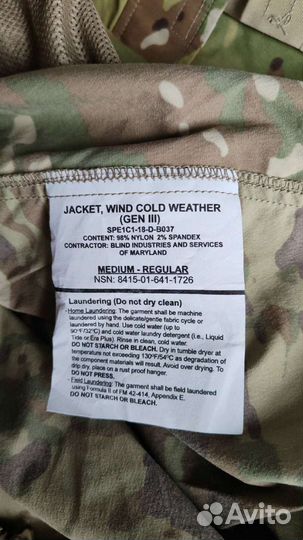 JACKET, WIND COLD WEATHER
(GEN III)
SPE1C1-18-D-B037
CONTENT: 98% NYLON 2% SPANDEX
CONTRACTOR: BLIND INDUSTRIES AND SERVICES
OF MARYLAND
MEDIUM - REGULAR
NSN: 8415-01-641-1726
Laundering (Do not dry clean)
- Home Laundering: The garment shall be machine
laundered using the delicate/gentle fabric cycle or
laundered by hand. Use cold water (up to
90°F/32°C) and cold water laundry detergent (i.e., Liquid
Tide or Era Plus). Rinse in clean, cold water.
DO NOT STARCH OR BLEACH. Dry in tumble dryer at
temperature not exceeding 130°F/54°C as degradation of
the component materials will result. Avoid over drying. To
drip dry, place on a rust proof hanger.
DO NOT PRESS.
- Field Laundering: The garment shall be field laundered
using Formula II of FM 42-414, Appendix E.
DO NOT STARCH OR BLEACH.
Avito